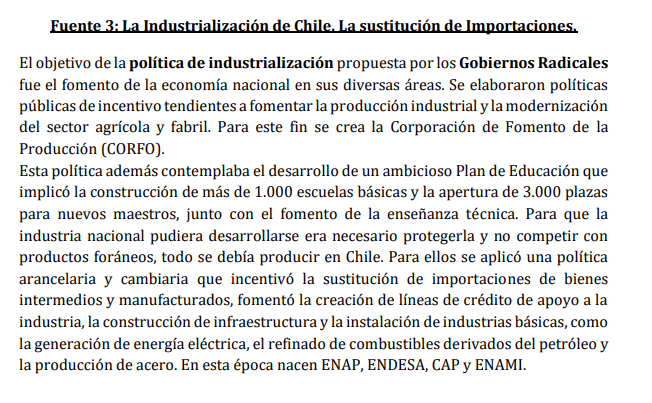 Fuente 3: La Industrialización de Chile. La sustitución de Importaciones.
El objetivo de la política de industrialización propuesta por los Gobiernos Radicales
fue el fomento de la economía nacional en sus diversas áreas. Se elaboraron políticas
públicas de incentivo tendientes a fomentar la producción industrial y la modernización
del sector agrícola y fabril. Para este fin se crea la Corporación de Fomento de la
Producción (CORFO).
Esta política además contemplaba el desarrollo de un ambicioso Plan de Educación que
implicó la construcción de más de 1.000 escuelas básicas y la apertura de 3.000 plazas
para nuevos maestros, junto con el fomento de la enseñanza técnica. Para que la
industria nacional pudiera desarrollarse era necesario protegerla y no competir con
productos foráneos, todo se debía producir en Chile. Para ellos se aplicó una política
arancelaria y cambiaria que incentivó la sustitución de importaciones de bienes
intermedios y manufacturados, fomentó la creación de líneas de crédito de apoyo a la
industria, la construcción de infraestructura y la instalación de industrias básicas, como
la generación de energía eléctrica, el refinado de combustibles derivados del petróleo y
la producción de acero. En esta época nacen ENAP, ENDESA, CAP y ENAMI.